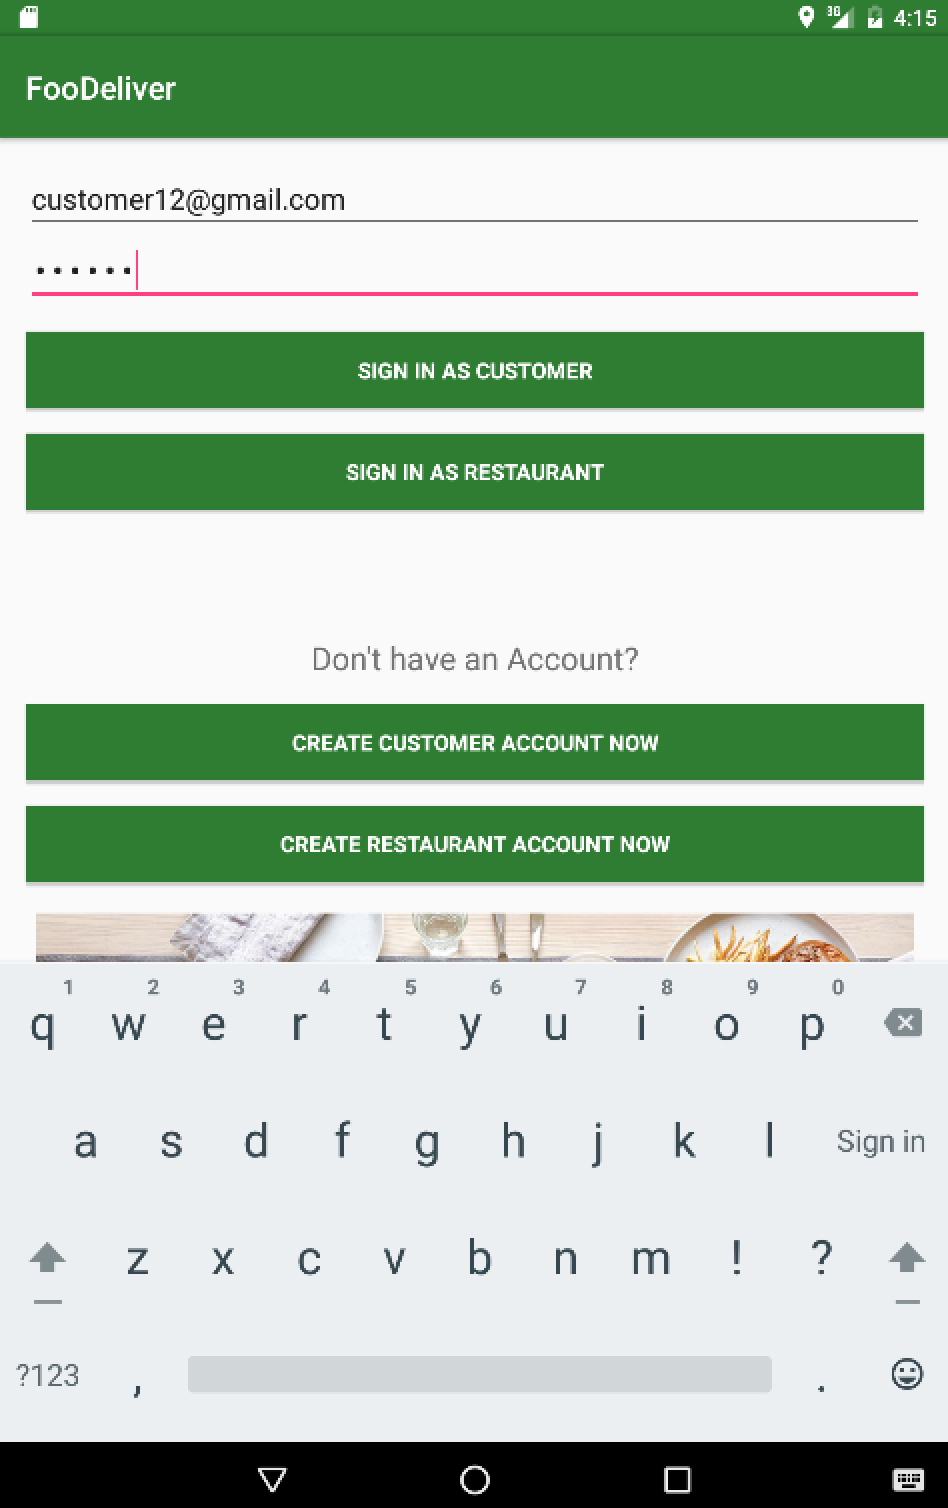 3G 4:15
FooDeliver
customer12@gmail.com
••••••
SIGN IN AS CUSTOMER
SIGN IN AS RESTAURANT
Don't have an Account?
CREATE CUSTOMER ACCOUNT NOW
CREATE RESTAURANT ACCOUNT NOW
1 2 3 4 5 6 7 8 9 0
q w e r t y u i o p
a s d f g h j k l Sign in
z x c v b n m ! ?
?123 , .